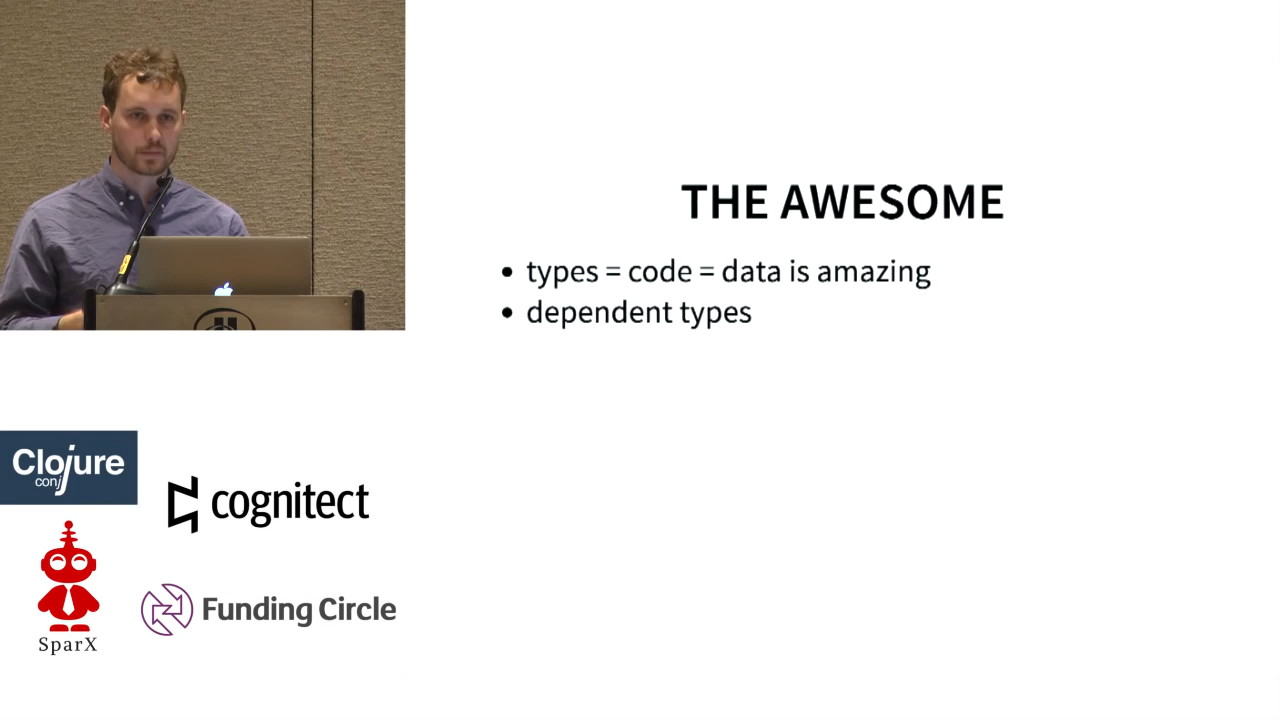 THE AWESOME
• types = code = data is amazing
• dependent types
Clojure
conj
cognitect
SparX
Funding Circle